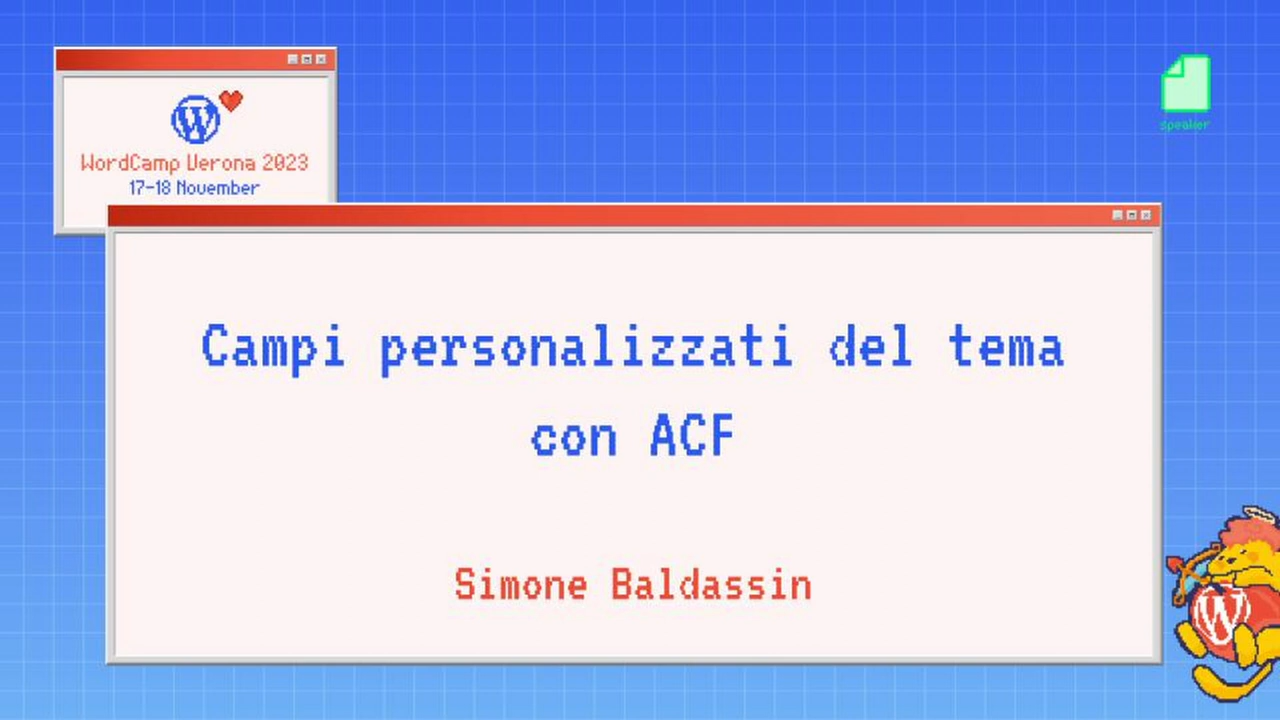 WordCamp Verona 2023
17-18 November
speaker
Campi personalizzati del tema
con ACF
Simone Baldassin